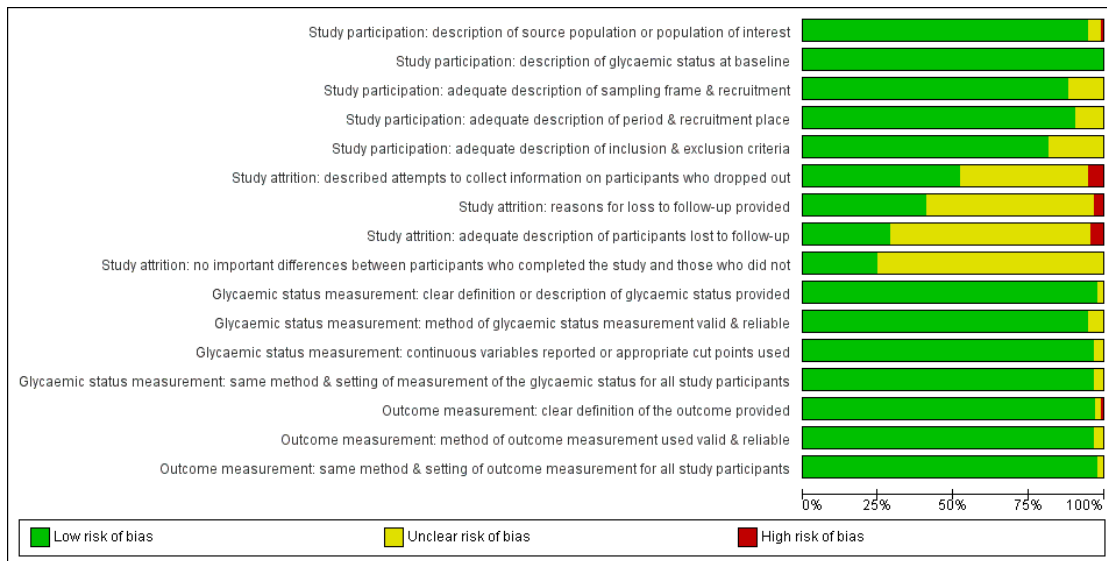 Study participation: description of source population or population of interest
Study participation: description of glycaemic status at baseline
Study participation: adequate description of sampling frame & recruitment
Study participation: adequate description of period & recruitment place
Study participation: adequate description of inclusion & exclusion criteria
Study attrition: described attempts to collect information on participants who dropped out
Study attrition: reasons for loss to follow-up provided
Study attrition: adequate description of participants lost to follow-up
Study attrition: no important differences between participants who completed the study and those who did not
Glycaemic status measurement: clear definition or description of glycaemic status provided
Glycaemic status measurement: method of glycaemic status measurement valid & reliable
Glycaemic status measurement: continuous variables reported or appropriate cut points used
Glycaemic status measurement: same method & setting of measurement of the glycaemic status for all study participants
Outcome measurement: clear definition of the outcome provided
Outcome measurement: method of outcome measurement used valid & reliable
Outcome measurement: same method & setting of outcome measurement for all study participants
0% 25% 50% 75% 100%
Low risk of bias Unclear risk of bias High risk of bias